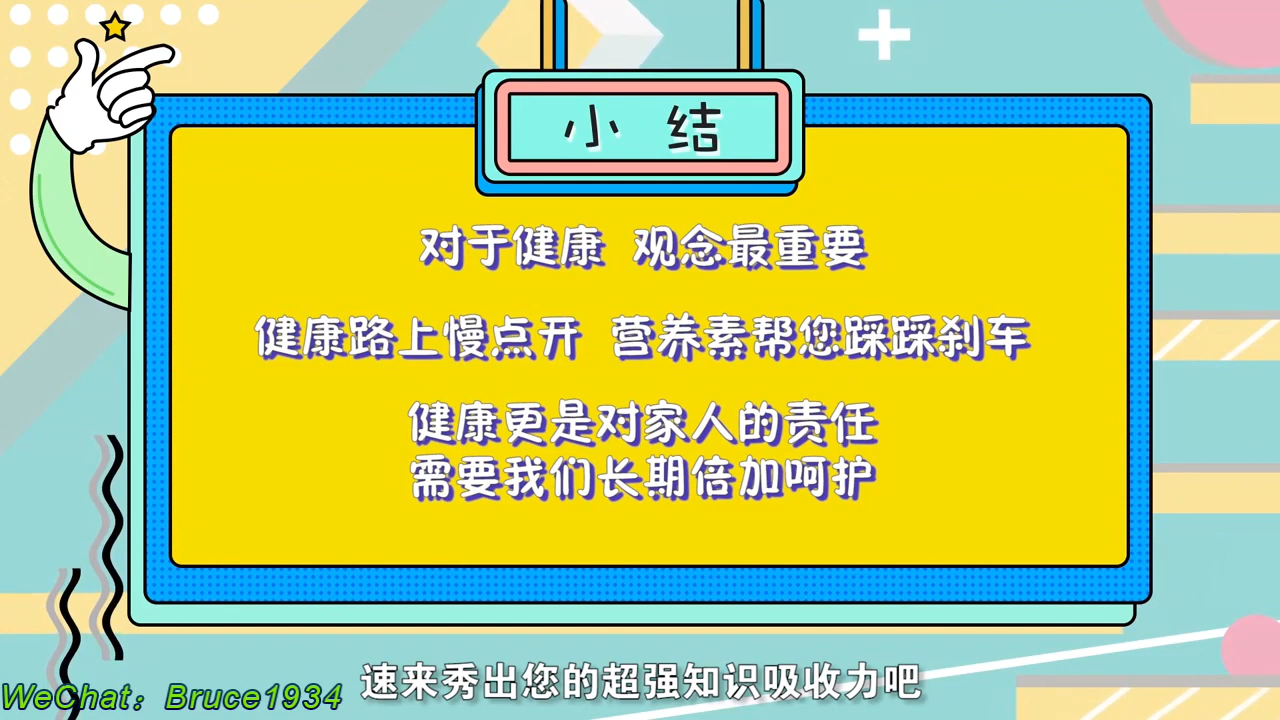 小 结
对于健康 观念最重要
健康路上慢点开 营养素帮您踩踩刹车
健康更是对家人的责任
需要我们长期倍加呵护
速来秀出您的超强知识吸收力吧
WeChat：Bruce1934